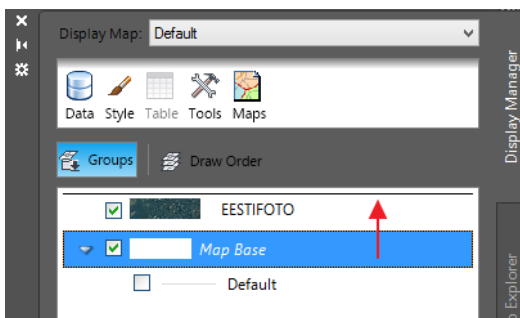 Display Map: Default
Data Style Table Tools Maps
Groups Draw Order
EESTIFOTO
Map Base
Default
Display Manager
Explorer